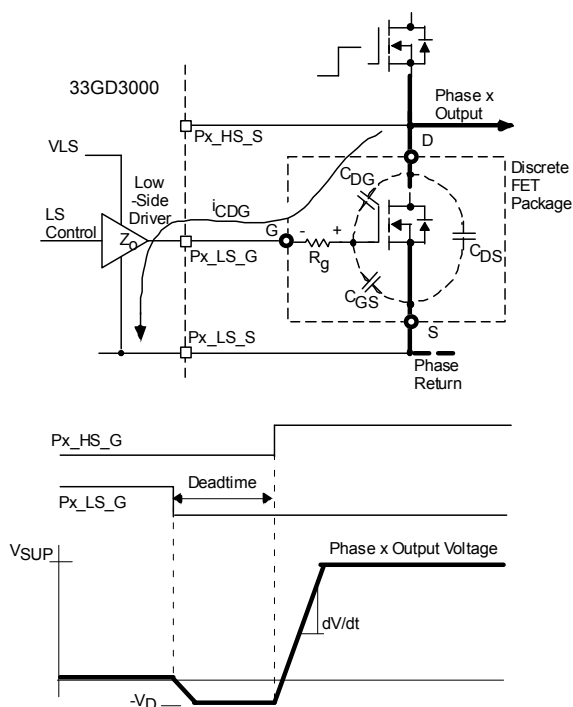 33GD3000
Phase x
Output
Px_HS_S
D
VLS
Low
-Side
Driver
iCDG
CDG
Discrete
FET
Package
LS
Control
ZO
G
- +
Rg
CDS
Px_LS_G
CGS
Px_LS_S
S
Phase
Return
Px_HS_G
Deadtime
Px_LS_G
VSUP
Phase x Output Voltage
dV/dt
-VD